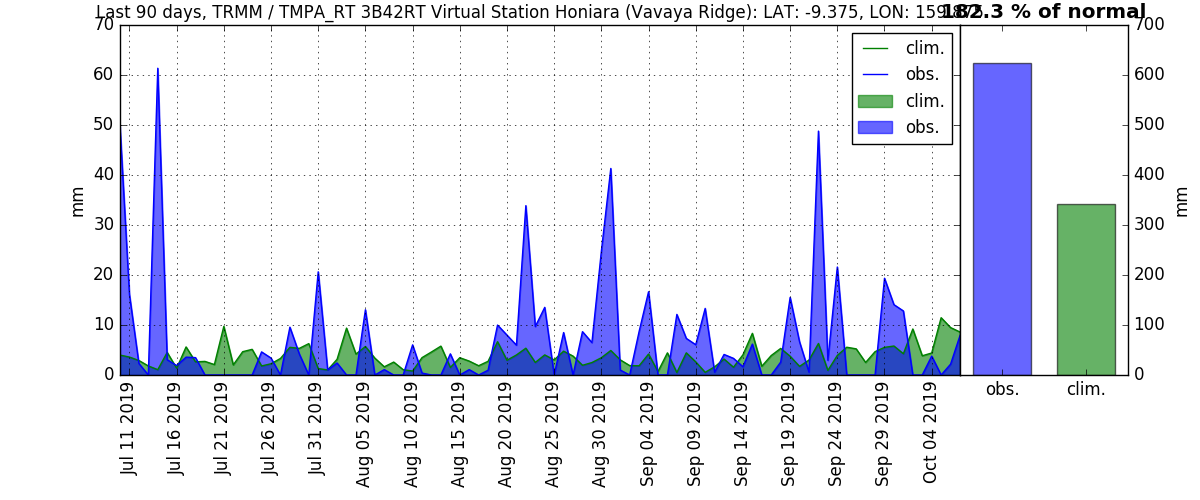 Last 90 days, TRMM / TMPA_RT 3B42RT Virtual Station Honiara (Vavaya Ridge): LAT: -9.375, LON:
182.3 % of normal
70
60
50
40
30
20
10
0
mm
clim.
obs.
clim.
obs.
Jul 11 2019
Jul 16 2019
Jul 21 2019
Jul 26 2019
Jul 31 2019
Aug 05 2019
Aug 10 2019
Aug 15 2019
Aug 20 2019
Aug 25 2019
Aug 30 2019
Sep 04 2019
Sep 09 2019
Sep 14 2019
Sep 19 2019
Sep 24 2019
Sep 29 2019
Oct 04 2019
700
600
500
400
300
200
100
0
mm
obs.
clim.